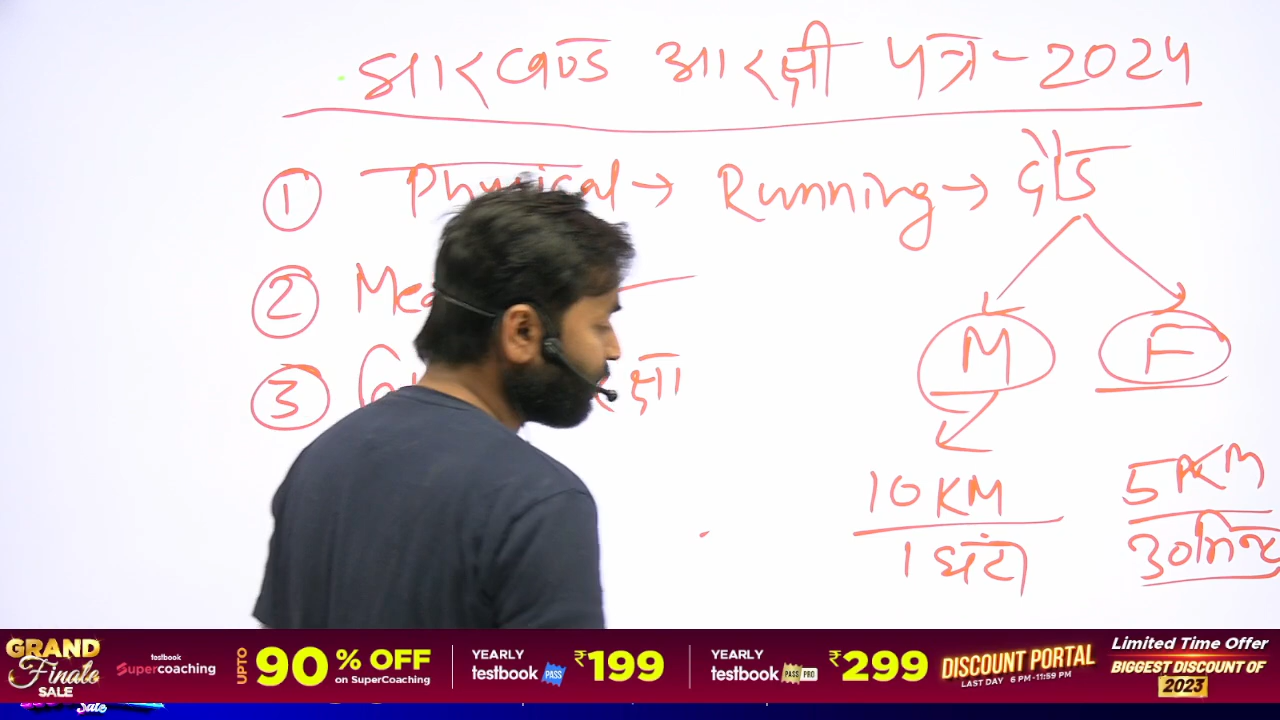 झारखण्ड आरक्षी पत्र - 2024
① Physical → Running → दौड़
②
③
M F
10 KM 5 KM
1 घंटा 30 मिनट
GRAND Finale SALE
testbook Supercoaching
UPTO 90 % OFF on SuperCoaching
YEARLY testbook PASS ₹199
YEARLY testbook PASS PRO ₹299
DISCOUNT PORTAL
LAST DAY 6 PM -11:59 PM
Limited Time Offer
BIGGEST DISCOUNT OF 2023
Sale